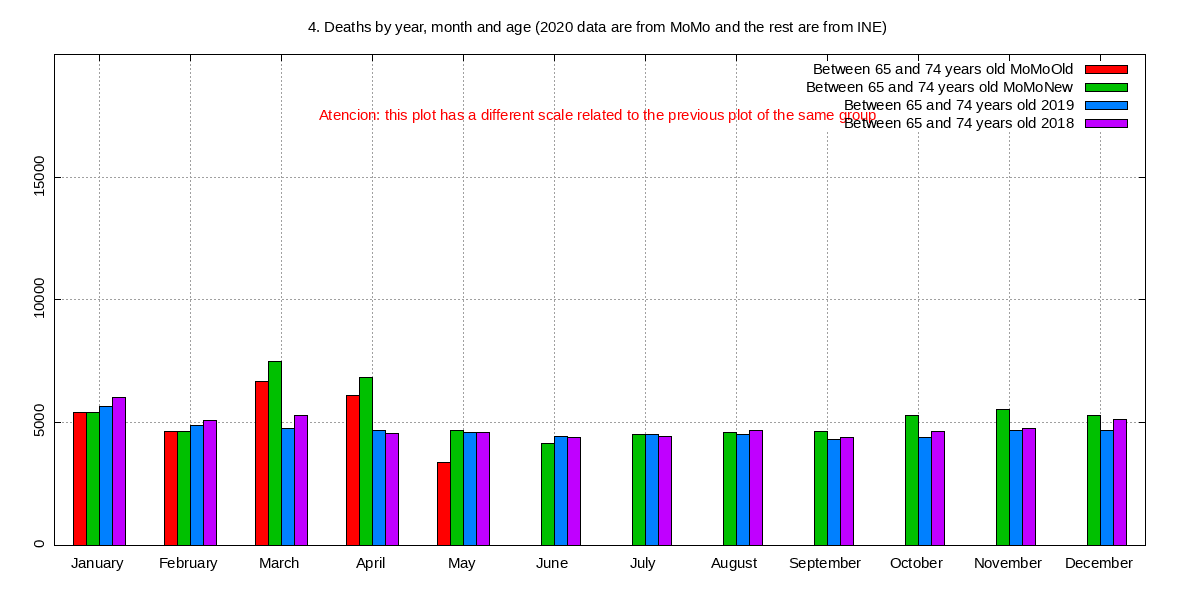 4. Deaths by year, month and age (2020 data are from MoMo and the rest are from INE)
Between 65 and 74 years old MoMoOld
Between 65 and 74 years old MoMoNew
Between 65 and 74 years old 2019
Atencion: this plot has a different scale related to the previous plot of the same group
Between 65 and 74 years old 2018
15000
10000
5000
0
January February March April May June July August September October November December